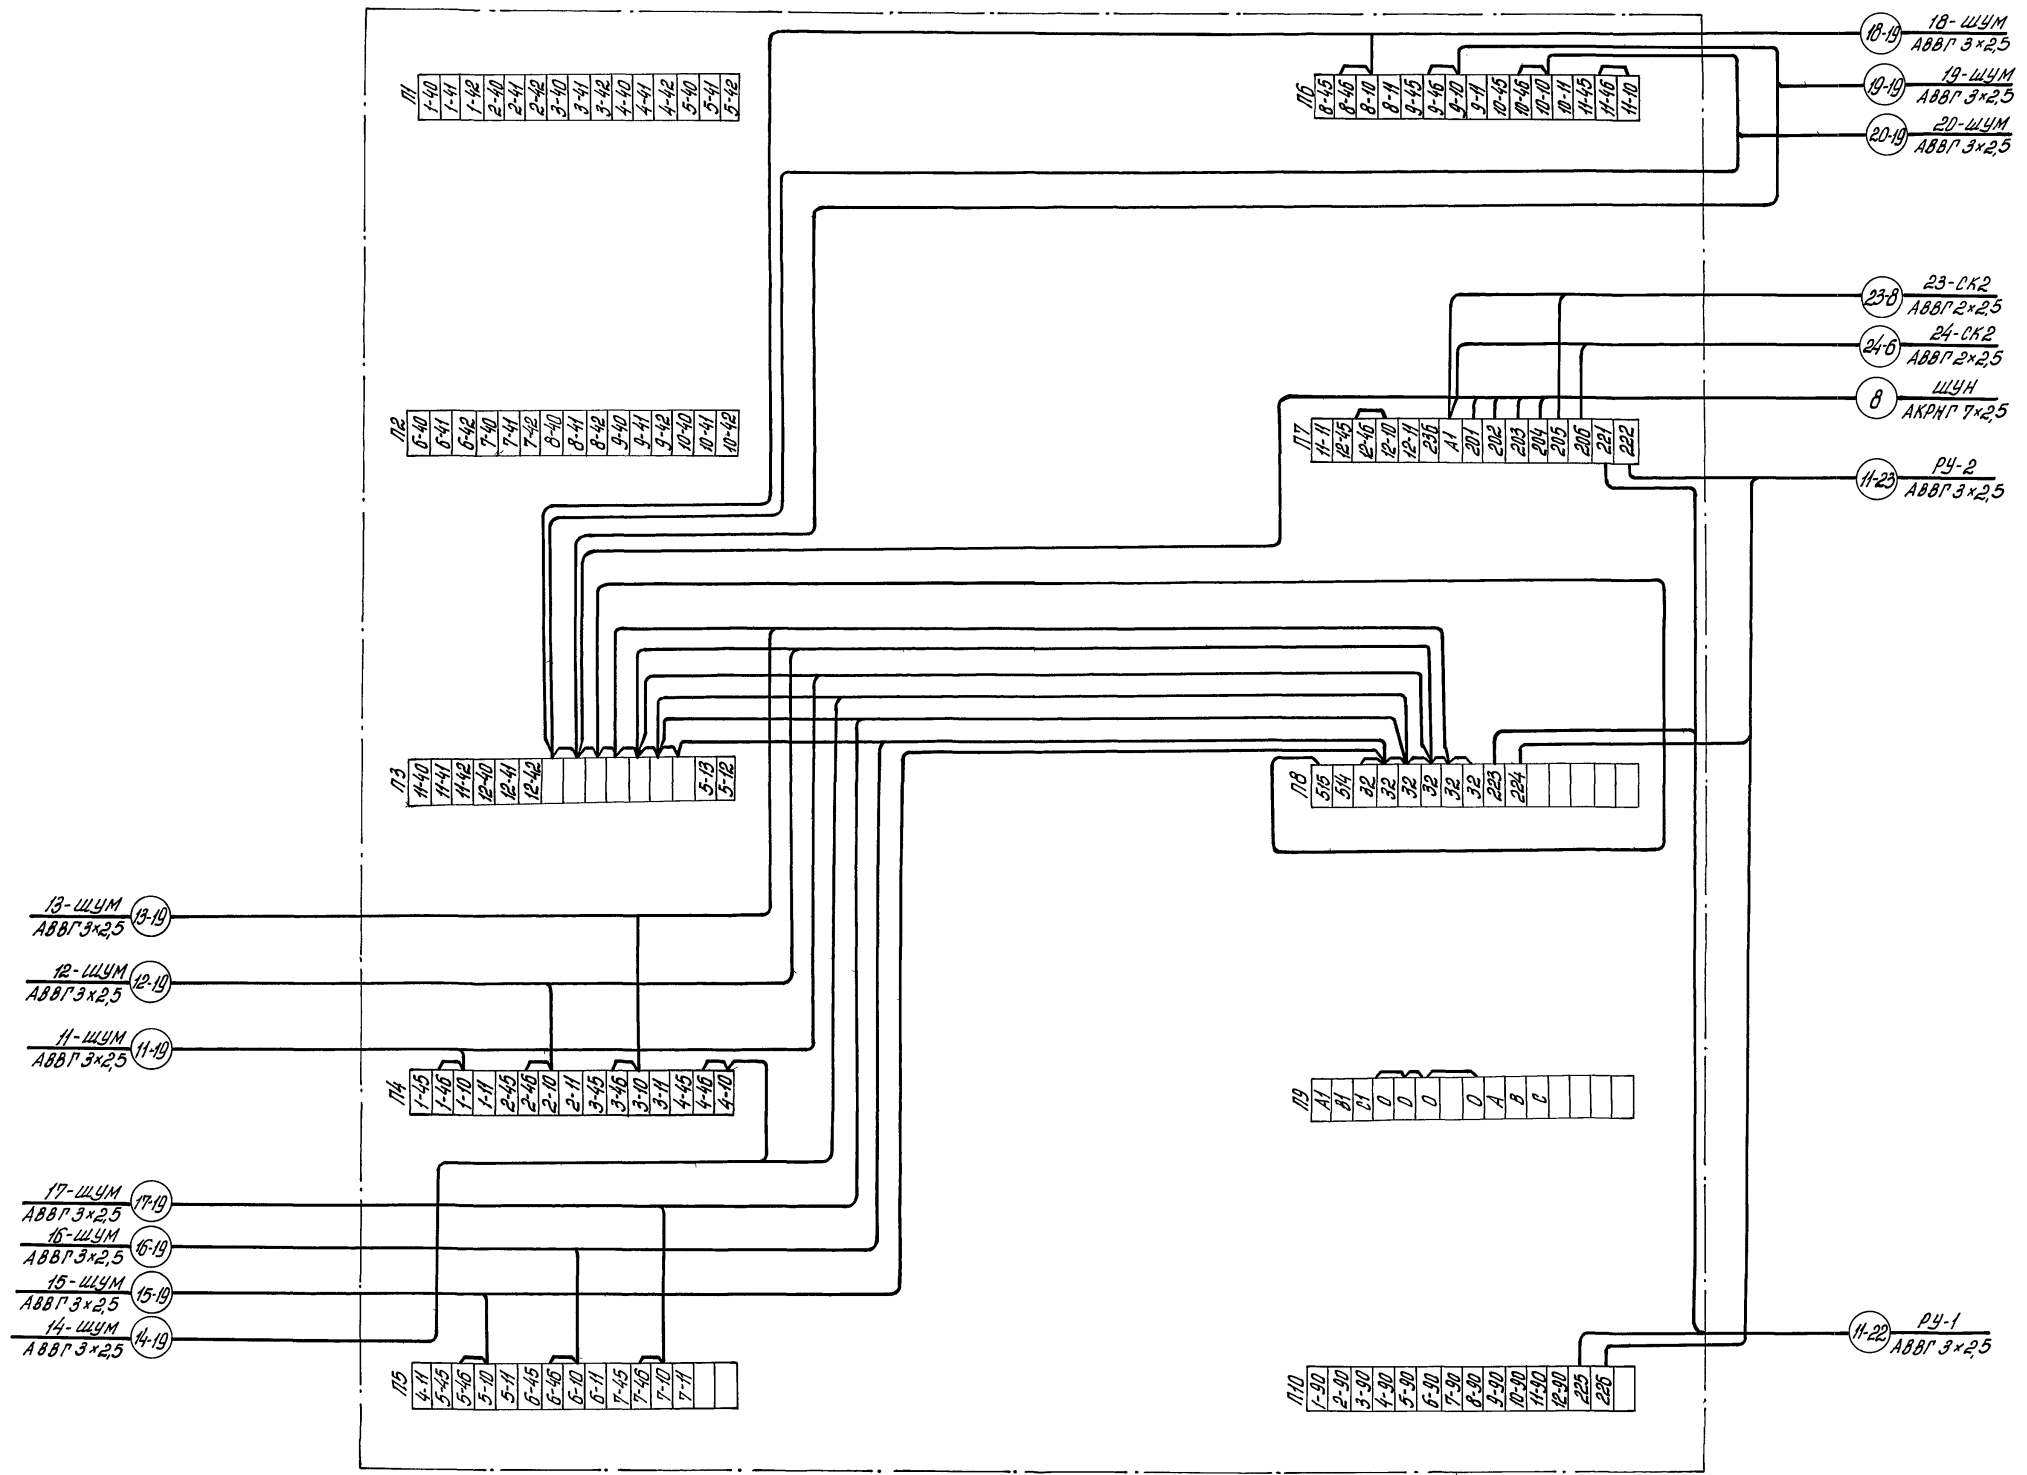 18-19 18-ШУМ
АВВГ 3×2,5
19-19 19-ШУМ
АВВГ 3×2,5
20-19 20-ШУМ
АВВГ 3×2,5
П1 1-40 1-41 1-42 2-40 2-41 2-42 3-40 3-41 3-42 4-40 4-41 4-42 5-40 5-41 5-42
П6 8-45 8-46 8-10 8-11 9-45 9-46 9-10 9-11 10-45 10-46 10-10 10-11 11-45 11-46 11-10
23-8 23-СК2
АВВГ 2×2,5
24-6 24-СК2
АВВГ 2×2,5
8 ШУН
АКРНГ 7×2,5
П2 6-40 6-41 6-42 7-40 7-41 7-42 8-40 8-41 8-42 9-40 9-41 9-42 10-40 10-41 10-42
П7 11-11 12-45 12-46 12-10 12-11 236 А1 201 202 203 204 205 206 221 222
11-23 РУ-2
АВВГ 3×2,5
П3 11-40 11-41 11-42 12-40 12-41 12-42 5-13 5-12
П8 515 514 32 32 32 32 32 32 223 224
13-ШУМ 13-19
АВВГ 3×2,5
12-ШУМ 12-19
АВВГ 3×2,5
11-ШУМ 11-19
АВВГ 3×2,5
П4 1-45 1-46 1-10 1-11 2-45 2-46 2-10 2-11 3-45 3-46 3-10 3-11 4-45 4-46 4-10
П9 А1 В1 С1 0 0 0 0 А В С
17-ШУМ 17-19
АВВГ 3×2,5
16-ШУМ 16-19
АВВГ 3×2,5
15-ШУМ 15-19
АВВГ 3×2,5
14-ШУМ 14-19
АВВГ 3×2,5
11-22 РУ-1
АВВГ 3×2,5
П5 4-11 5-45 5-46 5-10 5-11 6-45 6-46 6-10 6-11 7-45 7-46 7-10 7-11
П10 1-90 2-90 3-90 4-90 5-90 6-90 7-90 8-90 9-90 10-90 11-90 12-90 225 226